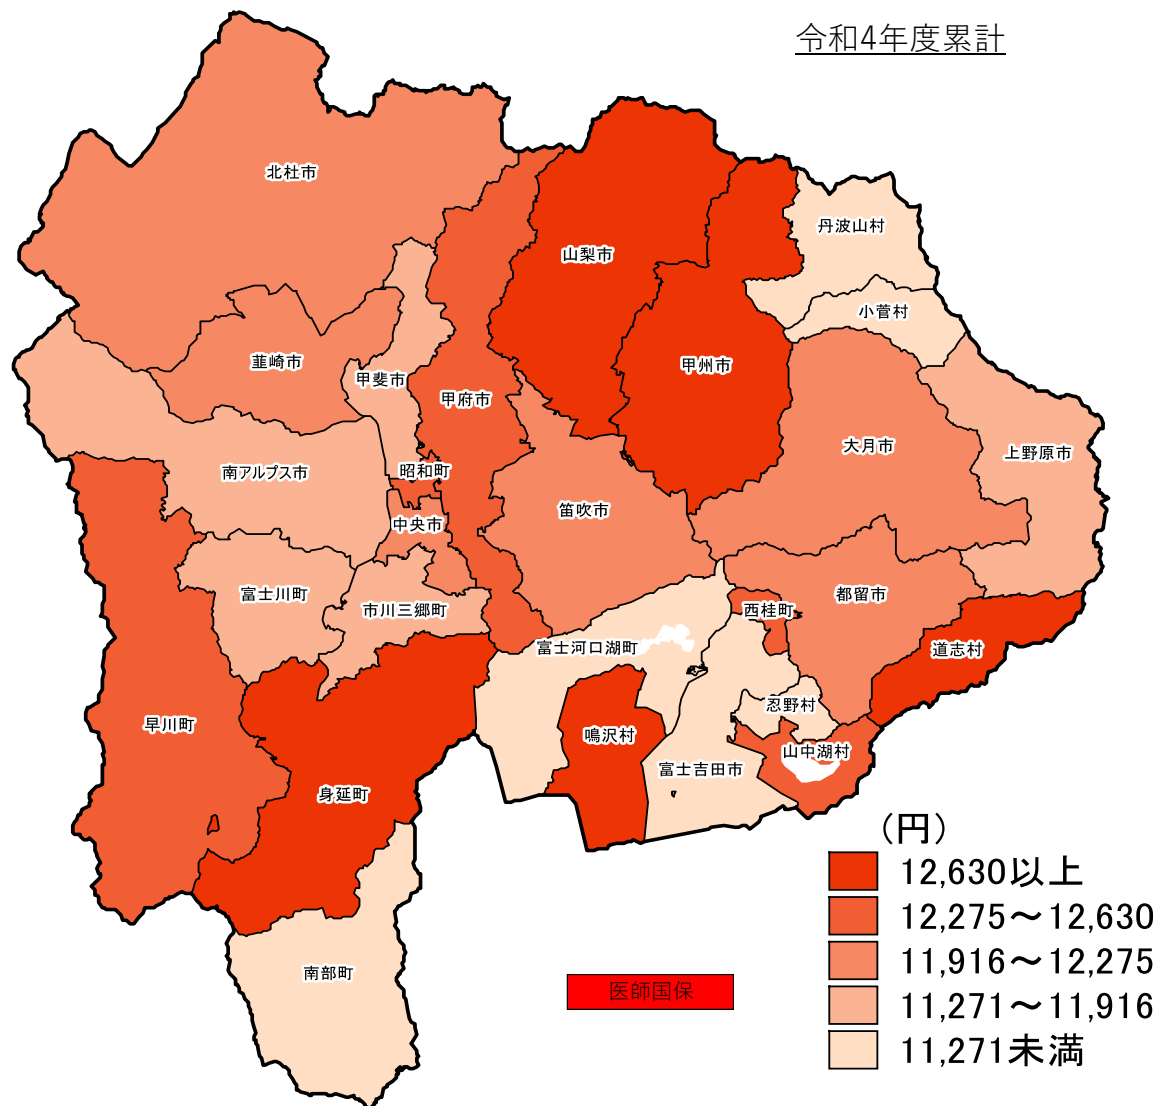 令和4年度累計
北杜市
丹波山村
山梨市
小菅村
韮崎市
甲斐市
甲州市
甲府市
大月市
上野原市
南アルプス市
昭和町
笛吹市
中央市
富士川町
市川三郷町
西桂町
都留市
富士河口湖町
道志村
忍野村
早川町
鳴沢村
山中湖村
富士吉田市
身延町
南部町
医師国保
(円)
12,630以上
12,275～12,630
11,916～12,275
11,271～11,916
11,271未満